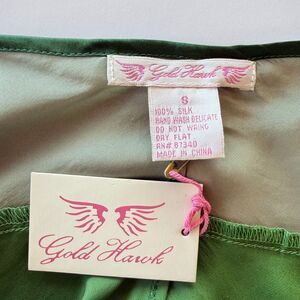 Gold Hawk
S
100% SILK
HAND WASH DELICATE
DO NOT WRING
DRY FLAT
RN# 87340
MADE IN CHINA
Gold Hawk